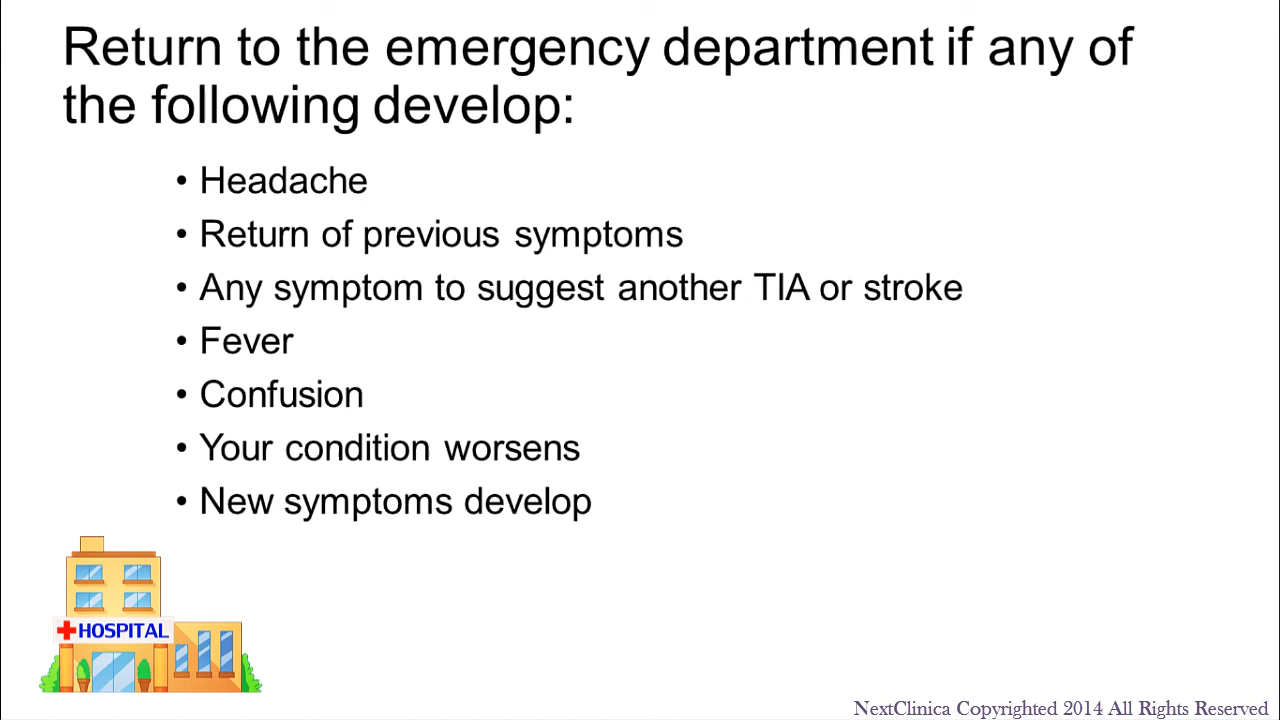 Return to the emergency department if any of
the following develop:
• Headache
• Return of previous symptoms
• Any symptom to suggest another TIA or stroke
• Fever
• Confusion
• Your condition worsens
• New symptoms develop
HOSPITAL
NextClinica Copyrighted 2014 All Rights Reserved